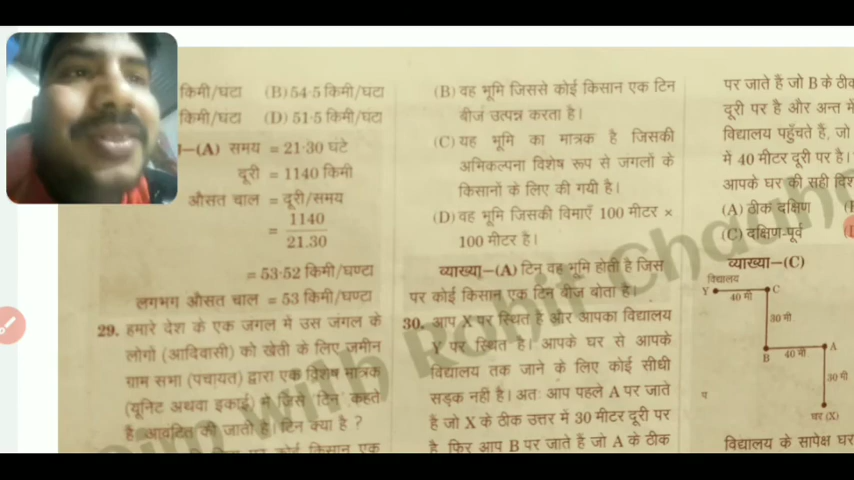 किमी/घंटा (B) 54·5 किमी/घंटा
किमी/घंटा (D) 51·5 किमी/घंटा
–(A) समय = 21·30 घंटे
दूरी = 1140 किमी
औसत चाल = दूरी/समय
1140
= 21.30
= 53·52 किमी/घण्टा
लगभग औसत चाल = 53 किमी/घण्टा
29. हमारे देश के एक जंगल में उस जंगल के
लोगों (आदिवासी) को खेती के लिए जमीन
ग्राम सभा (पंचायत) द्वारा एक विशेष मात्रक
(यूनिट अथवा इकाई) में जिसे 'टिन' कहते
हैं आवंटित की जाती है। टिन क्या है ?
कोई किसान एक
(B) वह भूमि जिससे कोई किसान एक टिन
बीज उत्पन्न करता है।
(C) यह भूमि का मात्रक है जिसकी
अभिकल्पना विशेष रूप से जंगलों के
किसानों के लिए की गयी है।
(D) वह भूमि जिसकी विमाएँ 100 मीटर ×
100 मीटर है।
व्याख्या–(A) टिन वह भूमि होती है जिस
पर कोई किसान एक टिन बीज बोता है।
30. आप X पर स्थित है और आपका विद्यालय
Y पर स्थित है। आपके घर से आपके
विद्यालय तक जाने के लिए कोई सीधी
सड़क नहीं है। अतः आप पहले A पर जाते
है जो X के ठीक उत्तर में 30 मीटर दूरी पर
है, फिर आप B पर जाते हैं जो A के ठीक
पर जाते हैं जो B के ठीक
दूरी पर है और अन्त में
विद्यालय पहुँचते हैं, जो
में 40 मीटर दूरी पर है।
आपके घर की सही
(A) ठीक दक्षिण
(C) दक्षिण-पूर्व
व्याख्या–(C)
विद्यालय
Y C
40 मी
30 मी
A
B 40 मी
30 मी
प
घर (X)
विद्यालय के सापेक्ष घर
with Rohit